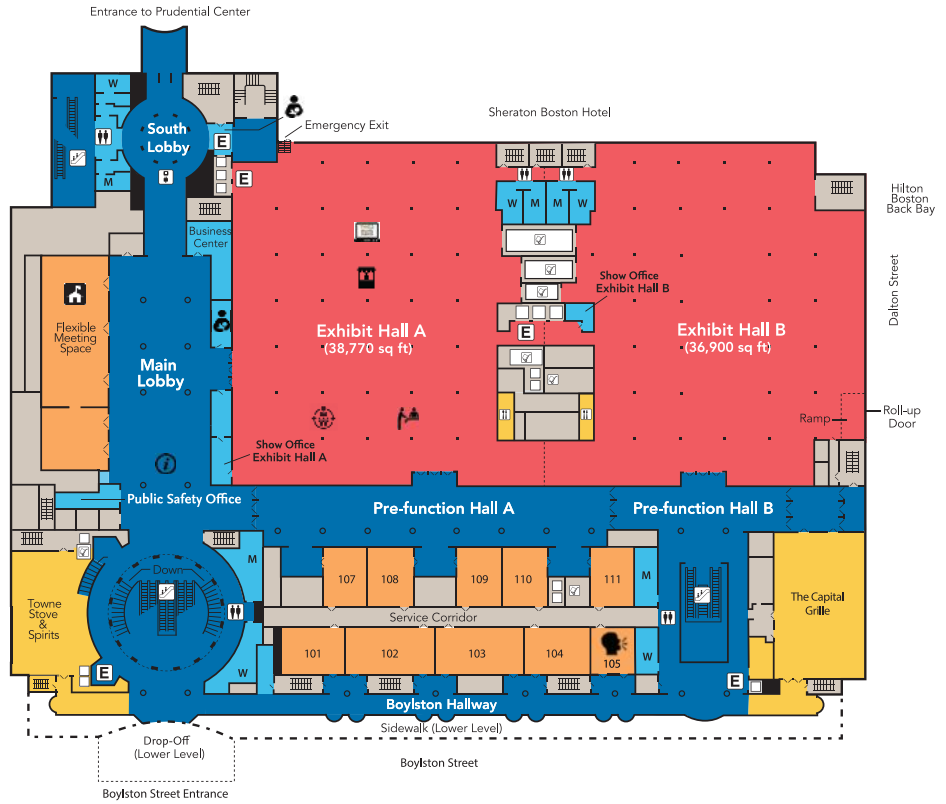 Entrance to Prudential Center
W
South
Lobby
E
Emergency Exit
Sheraton Boston Hotel
M
E
W
M
M
W
Hilton
Boston
Back Bay
Business
Center
Dalton Street
Show Office
Exhibit Hall B
Flexible
Meeting
Space
Exhibit Hall A
(38,770 sq ft)
E
Exhibit Hall B
(36,900 sq ft)
Main
Lobby
W
Ramp
Roll-up
Door
Show Office
Exhibit Hall A
i
Public Safety Office
Pre-function Hall A
Pre-function Hall B
M
Down
107
108
109
110
111
M
Towne
Stove
&
Spirits
The Capital
Grille
Service Corridor
101
102
103
104
105
W
W
E
E
Boylston Hallway
Sidewalk (Lower Level)
Drop-Off
(Lower Level)
Boylston Street
Boylston Street Entrance